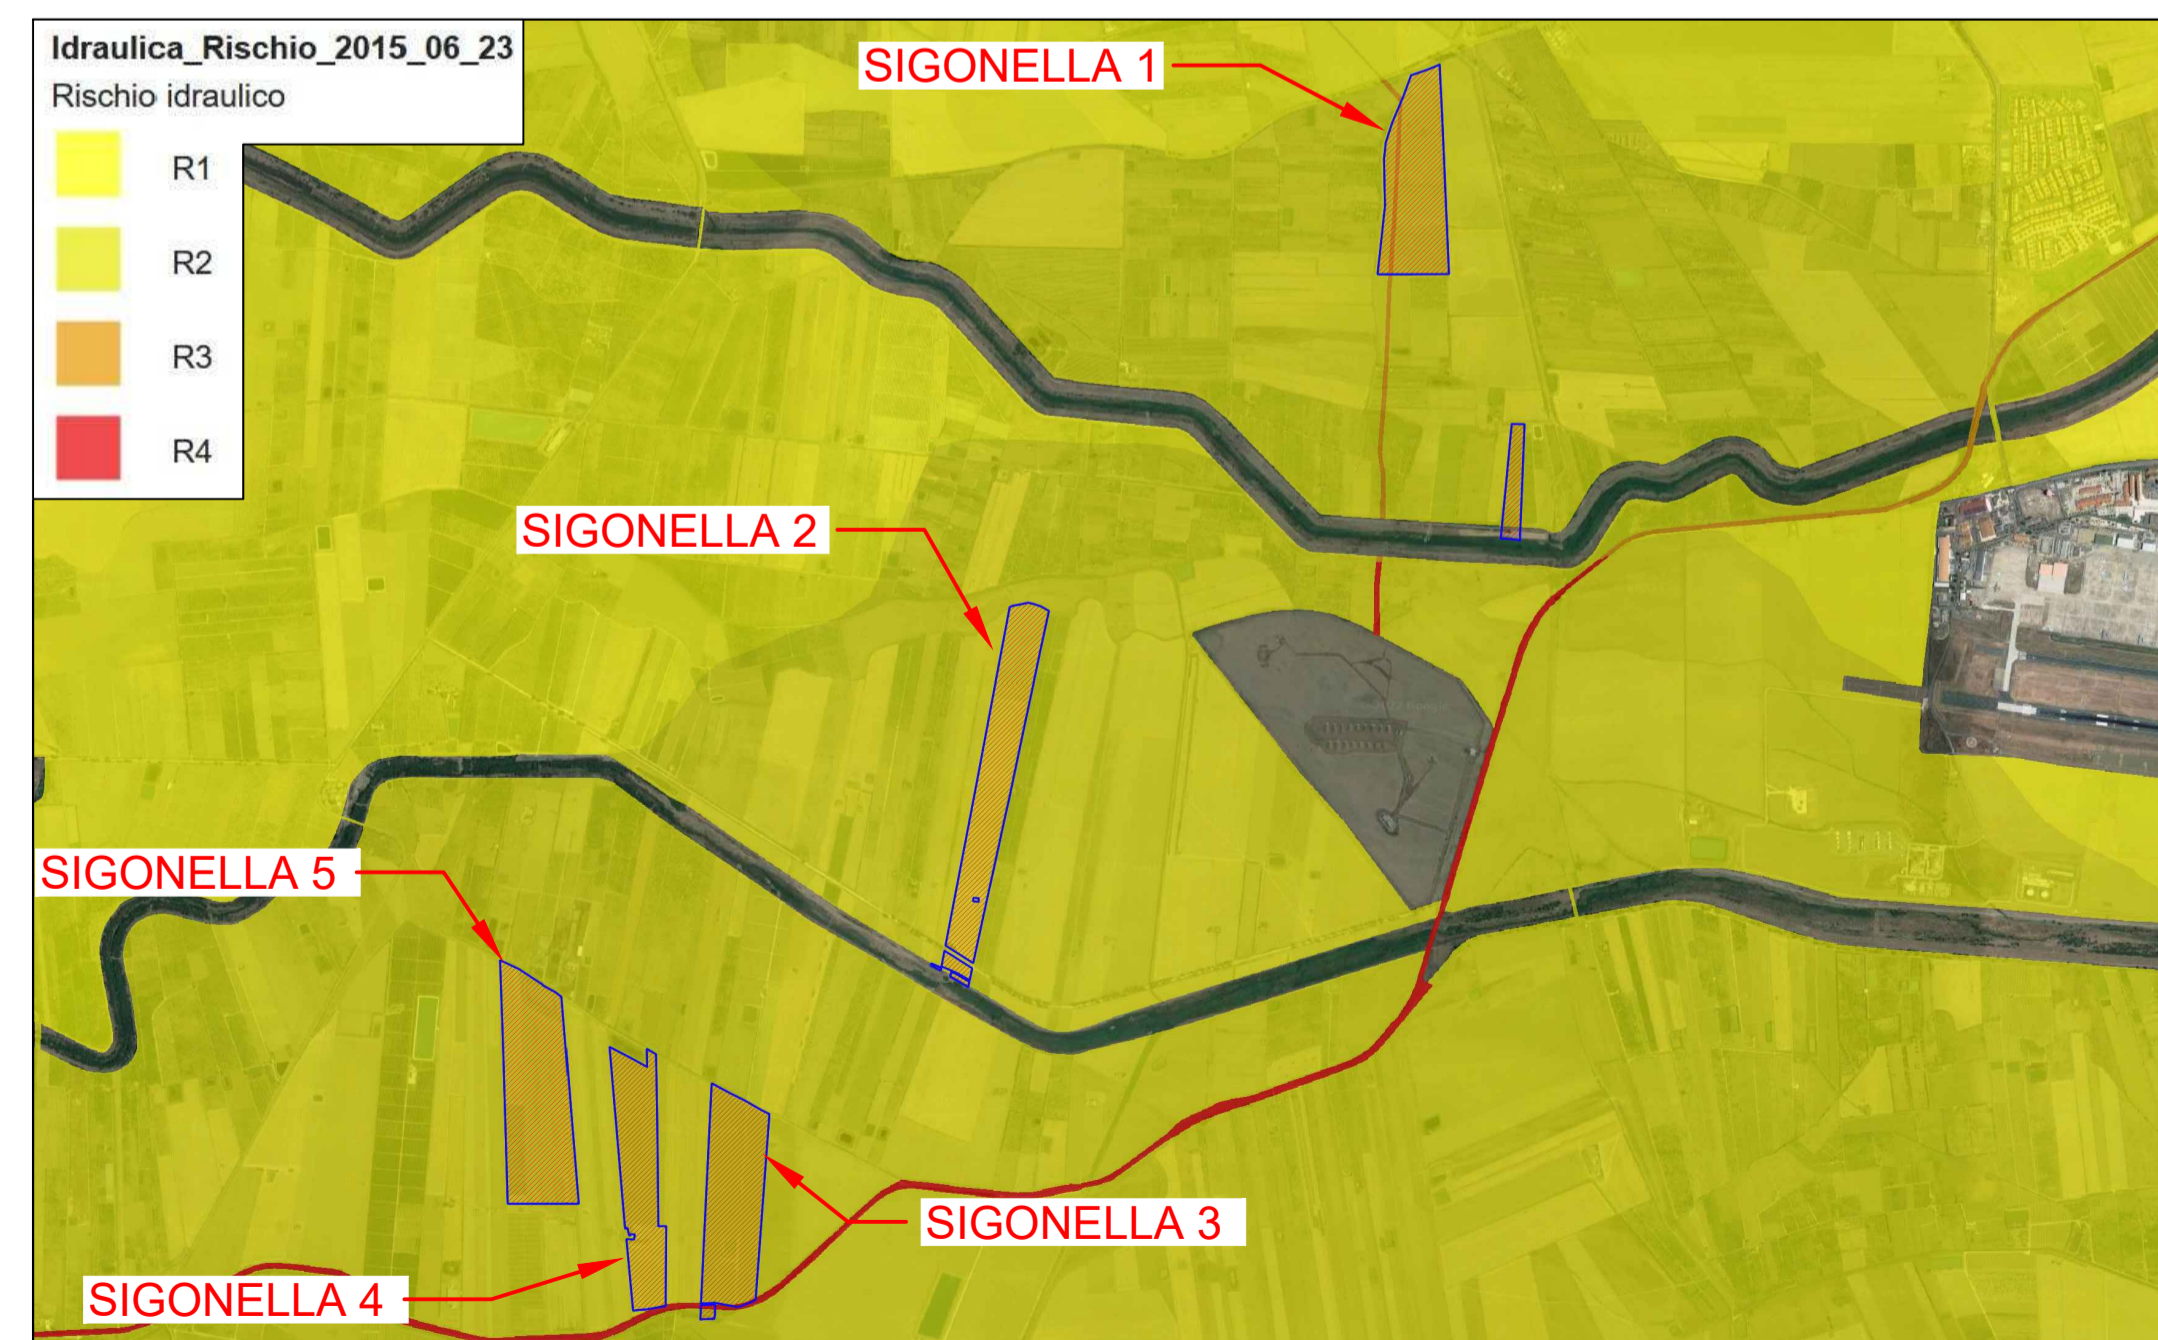 Idraulica_Rischio_2015_06_23
Rischio idraulico
R1
R2
R3
R4
SIGONELLA 1
SIGONELLA 2
SIGONELLA 5
SIGONELLA 3
SIGONELLA 4